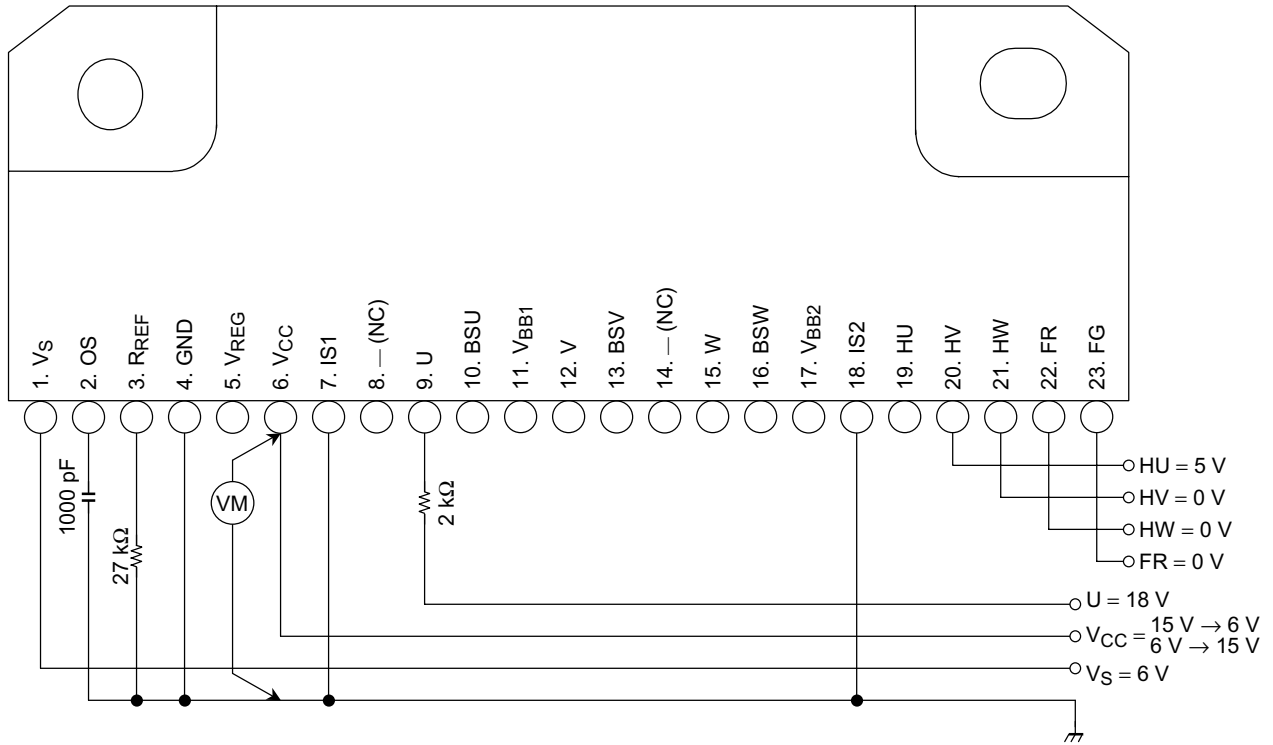 1. VS
2. OS
3. RREF
4. GND
5. VREG
6. VCC
7. IS1
8. — (NC)
9. U
10. BSU
11. VBB1
12. V
13. BSV
14. — (NC)
15. W
16. BSW
17. VBB2
18. IS2
19. HU
20. HV
21. HW
22. FR
23. FG
1000 pF
27 kΩ
VM
2 kΩ
HU = 5 V
HV = 0 V
HW = 0 V
FR = 0 V
U = 18 V
VCC = 15 V → 6 V
6 V → 15 V
VS = 6 V